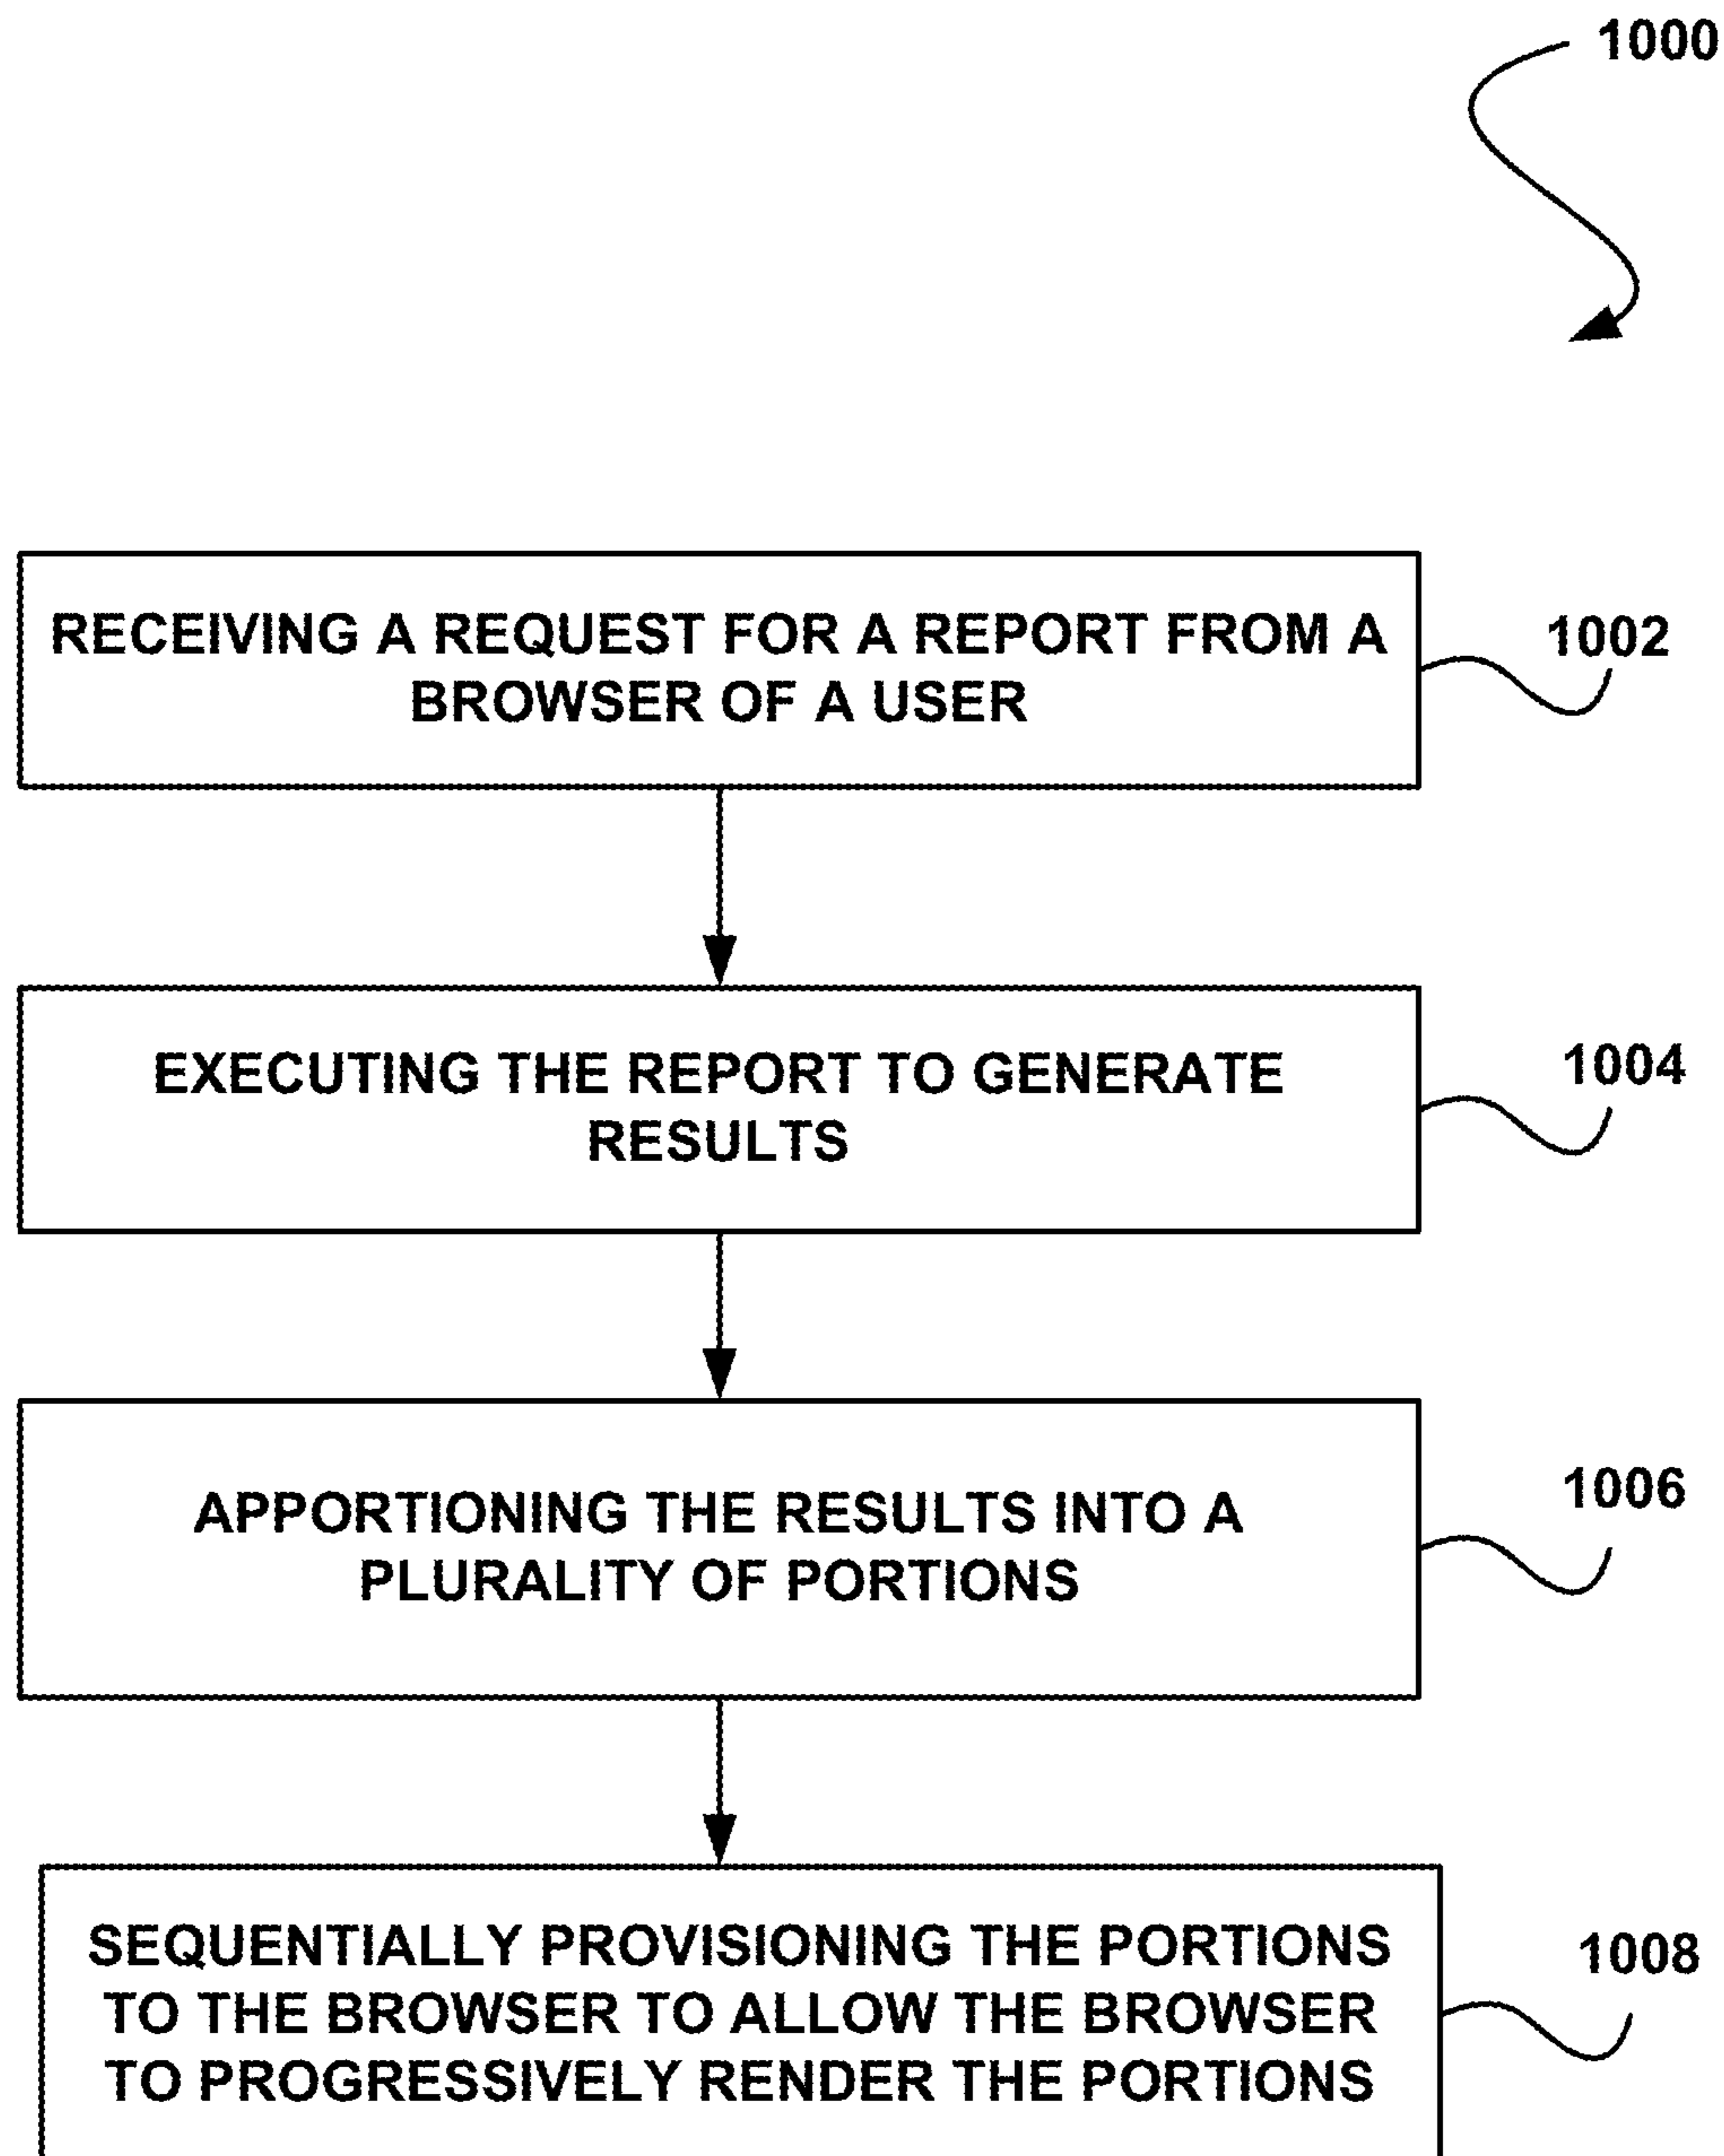 1000
RECEIVING A REQUEST FOR A REPORT FROM A
BROWSER OF A USER
1002
EXECUTING THE REPORT TO GENERATE
RESULTS
1004
APPORTIONING THE RESULTS INTO A
PLURALITY OF PORTIONS
1006
SEQUENTIALLY PROVISIONING THE PORTIONS
TO THE BROWSER TO ALLOW THE BROWSER
TO PROGRESSIVELY RENDER THE PORTIONS
1008